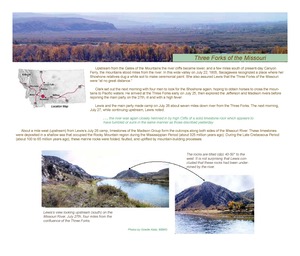 Three Forks of the Missouri
Upstream from the Gates of the Mountains the river cliffs became lower, and a few miles south of present-day Canyon
Ferry, the mountains stood miles from the river. In the wide valley on July 22, 1805, Sacagawea recognized a place where her
Shoshone relatives dug a white ore to make ceremonial paint. She also assured Lewis that the Three Forks of the Missouri
were "at no great distance."
Clark set out the next morning with four men to look for the Shoshone again, hoping to obtain horses to cross the
to Pacific waters. He arrived at the Three Forks early on July 25, then explored the Jefferson and Madison rivers before
rejoining the main party on the 27th, ill and with a high fever.
Lewis and the main party made camp on July 26 about seven miles down river from the Three Forks. The next morning,
July 27, while continuing upstream, Lewis noted:
... the river was again closely hemmed in by high Clifts of a solid limestone rock which appear to
have tumbled or sunk in the same manner as those discribed yesterday.
About a mile west (upstream) from Lewis's July 26 camp, limestones of the Madison Group form the outcrops along both sides of the Missouri River. These limestones
were deposited in a shallow sea that occupied the Rocky Mountain region during the Mississippian Period (about 325 million years ago). During the Late Cretaceous Period
(about 100 to 65 million years ago), these marine rocks were folded, faulted, and uplifted by mountain-building processes.
Location Map
The rocks are tilted (dip) 40-90° to the
west. It is not surprising that Lewis con-
cluded that these rocks had been under-
mined by the river.
Lewis's view looking upstream (south) on the
Missouri River, July 27th, four miles from the
confluence of the Three Forks.